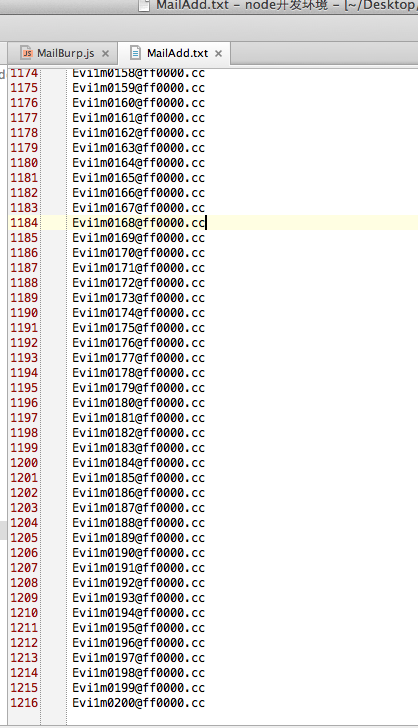 MailAdd.txt - node开发环境 - [~/Desktop/
MailBurp.js × MailAdd.txt ×
1174 Evi1m0158@ff0000.cc
1175 Evi1m0159@ff0000.cc
1176 Evi1m0160@ff0000.cc
1177 Evi1m0161@ff0000.cc
1178 Evi1m0162@ff0000.cc
1179 Evi1m0163@ff0000.cc
1180 Evi1m0164@ff0000.cc
1181 Evi1m0165@ff0000.cc
1182 Evi1m0166@ff0000.cc
1183 Evi1m0167@ff0000.cc
1184 Evi1m0168@ff0000.cc
1185 Evi1m0169@ff0000.cc
1186 Evi1m0170@ff0000.cc
1187 Evi1m0171@ff0000.cc
1188 Evi1m0172@ff0000.cc
1189 Evi1m0173@ff0000.cc
1190 Evi1m0174@ff0000.cc
1191 Evi1m0175@ff0000.cc
1192 Evi1m0176@ff0000.cc
1193 Evi1m0177@ff0000.cc
1194 Evi1m0178@ff0000.cc
1195 Evi1m0179@ff0000.cc
1196 Evi1m0180@ff0000.cc
1197 Evi1m0181@ff0000.cc
1198 Evi1m0182@ff0000.cc
1199 Evi1m0183@ff0000.cc
1200 Evi1m0184@ff0000.cc
1201 Evi1m0185@ff0000.cc
1202 Evi1m0186@ff0000.cc
1203 Evi1m0187@ff0000.cc
1204 Evi1m0188@ff0000.cc
1205 Evi1m0189@ff0000.cc
1206 Evi1m0190@ff0000.cc
1207 Evi1m0191@ff0000.cc
1208 Evi1m0192@ff0000.cc
1209 Evi1m0193@ff0000.cc
1210 Evi1m0194@ff0000.cc
1211 Evi1m0195@ff0000.cc
1212 Evi1m0196@ff0000.cc
1213 Evi1m0197@ff0000.cc
1214 Evi1m0198@ff0000.cc
1215 Evi1m0199@ff0000.cc
1216 Evi1m0200@ff0000.cc